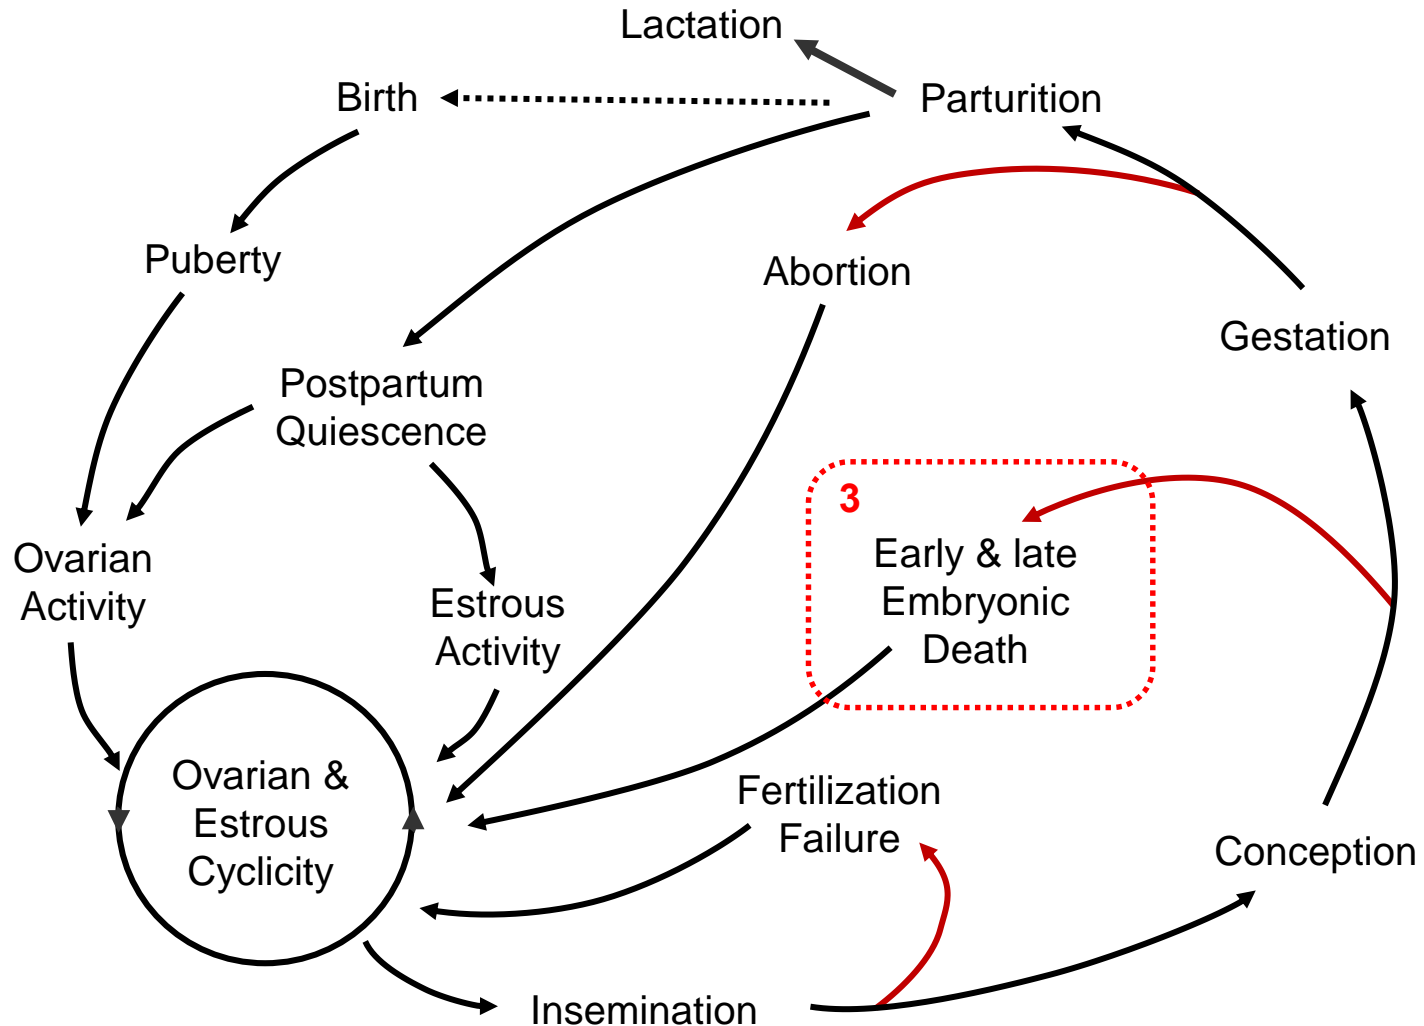 Lactation
Birth
Parturition
Puberty
Abortion
Gestation
Postpartum
Quiescence
3
Ovarian
Activity
Early & late
Embryonic
Death
Estrous
Activity
Ovarian &
Estrous
Cyclicity
Fertilization
Failure
Conception
Insemination